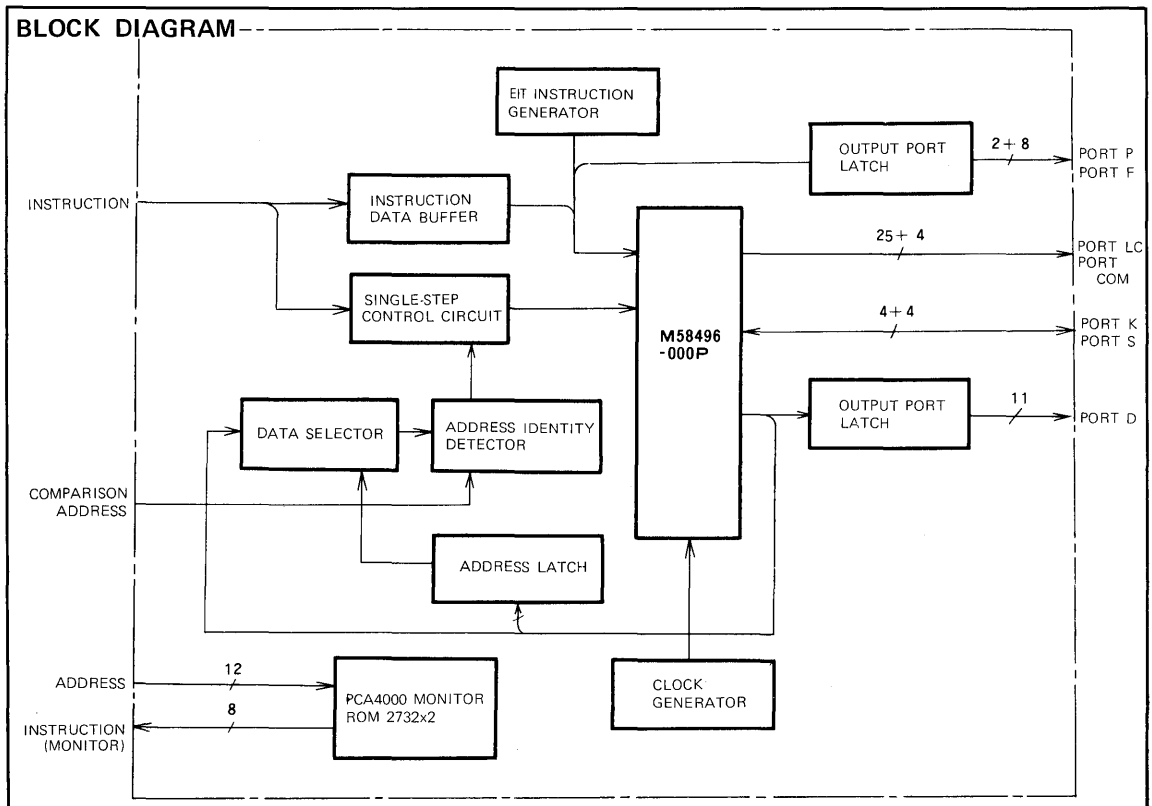 BLOCK DIAGRAM
EIT INSTRUCTION
GENERATOR
OUTPUT PORT
LATCH
2+8
PORT P
PORT F
INSTRUCTION
INSTRUCTION
DATA BUFFER
25+ 4
PORT LC
PORT
COM
SINGLE-STEP
CONTROL CIRCUIT
M58496
-000P
4+4
PORT K
PORT S
DATA SELECTOR
ADDRESS IDENTITY
DETECTOR
OUTPUT PORT
LATCH
11
PORT D
COMPARISON
ADDRESS
ADDRESS LATCH
ADDRESS
12
PCA4000 MONITOR
ROM 2732x2
CLOCK
GENERATOR
INSTRUCTION
(MONITOR)
8